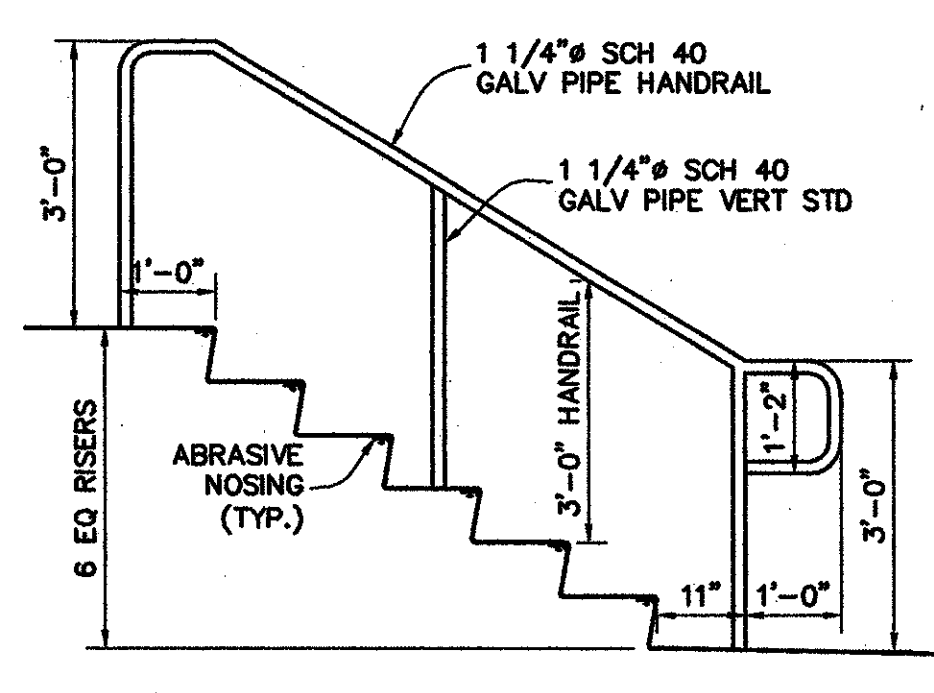 1 1/4"ø SCH 40
GALV PIPE HANDRAIL
1 1/4"ø SCH 40
GALV PIPE VERT STD
3'-0"
1'-0"
3'-0" HANDRAIL
1'-2"
3'-0"
6 EQ RISERS
ABRASIVE
NOSING
(TYP.)
11"
1'-0"